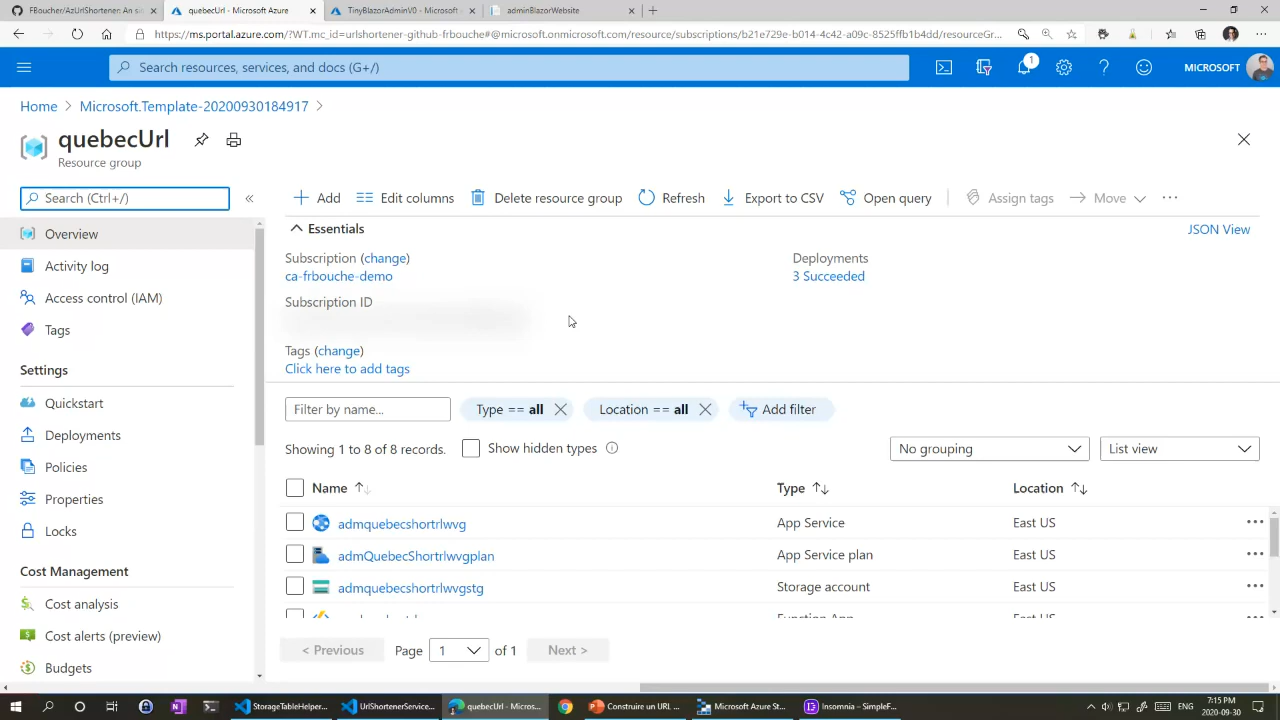 FBoucher/AzUrlShortener: An si
quebecUrl - Microsoft Azure
TinyBlazorAdminV0 - Microsoft
adminBlazorWebsite
https://ms.portal.azure.com/?WT.mc_id=urlshortener-github-frbouche#@microsoft.onmicrosoft.com/resource/subscriptions/b21e729e-b014-4c42-a09c-8525ffb1b4dd/resourceGr...
Search resources, services, and docs (G+/)
1
MICROSOFT
Home > Microsoft.Template-20200930184917 >
quebecUrl
Resource group
Search (Ctrl+/)
«
Add
Edit columns
Delete resource group
Refresh
Export to CSV
Open query
Assign tags
Move
...
Overview
Activity log
Access control (IAM)
Tags
Settings
Quickstart
Deployments
Policies
Properties
Locks
Cost Management
Cost analysis
Cost alerts (preview)
Budgets
Essentials
JSON View
Subscription (change)
ca-frbouche-demo
Deployments
3 Succeeded
Subscription ID
Tags (change)
Click here to add tags
Filter by name...
Type == all
Location == all
Add filter
Showing 1 to 8 of 8 records.
Show hidden types
No grouping
List view
Name
Type
Location
admquebecshortrlwvg App Service East US
admQuebecShortrlwvgplan App Service plan East US
admquebecshortrlwvgstg Storage account East US
< Previous
Page 1 of 1
Next >
StorageTableHelper...
UrlShortenerService...
quebecUrl - Micros...
Construire un URL ...
Microsoft Azure St...
Insomnia – SimpleF...
ENG
7:15 PM
2020-09-30